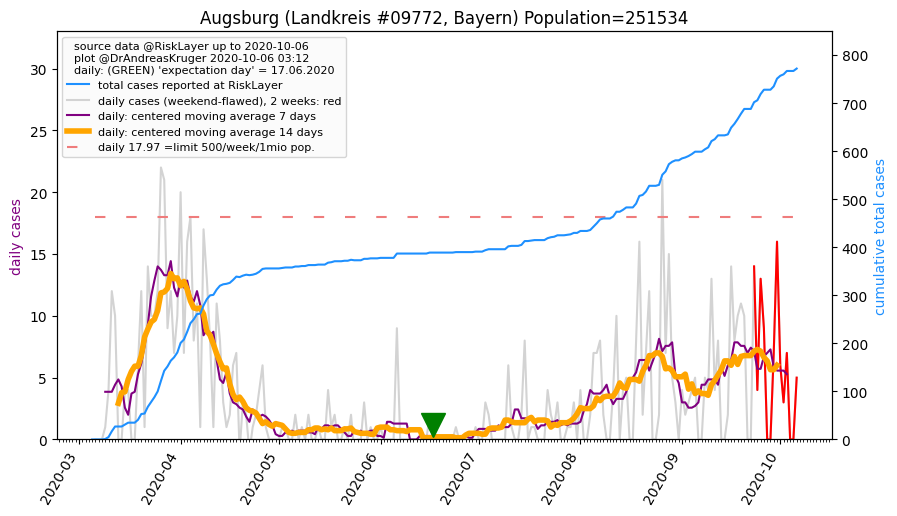 Augsburg (Landkreis #09772, Bayern) Population=251534
source data @RiskLayer up to 2020-10-06
plot @DrAndreasKruger 2020-10-06 03:12
daily: (GREEN) 'expectation day' = 17.06.2020
total cases reported at RiskLayer
daily cases (weekend-flawed), 2 weeks: red
daily: centered moving average 7 days
daily: centered moving average 14 days
daily 17.97 =limit 500/week/1mio pop.
daily cases
30
25
20
15
10
5
0
cumulative total cases
800
700
600
500
400
300
200
100
0
2020-03
2020-04
2020-05
2020-06
2020-07
2020-08
2020-09
2020-10